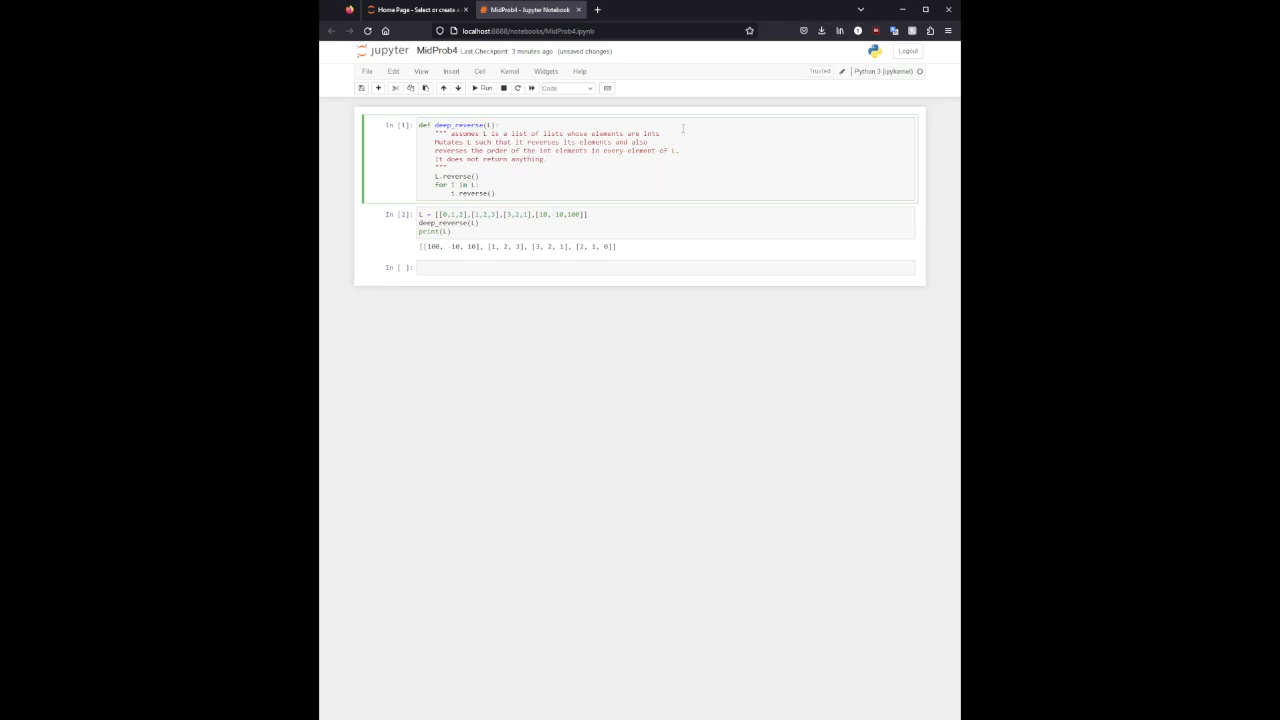 Home Page - Select or create a
MidProb4 - Jupyter Notebook
localhost:8888/notebooks/MidProb4.ipynb
jupyter MidProb4 Last Checkpoint: 3 minutes ago (unsaved changes)
Logout
File Edit View Insert Cell Kernel Widgets Help
Trusted Python 3 (ipykernel)
Run Code
In [1]: def deep_reverse(L):
""" assumes L is a list of lists whose elements are ints
Mutates L such that it reverses its elements and also
reverses the order of the int elements in every element of L.
It does not return anything.
"""
L.reverse()
for i in L:
i.reverse()
In [2]: L = [[0,1,2],[1,2,3],[3,2,1],[10,-10,100]]
deep_reverse(L)
print(L)
[[100, -10, 10], [1, 2, 3], [3, 2, 1], [2, 1, 0]]
In [ ]: